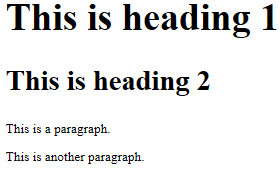 This is heading 1
This is heading 2
This is a paragraph.
This is another paragraph.